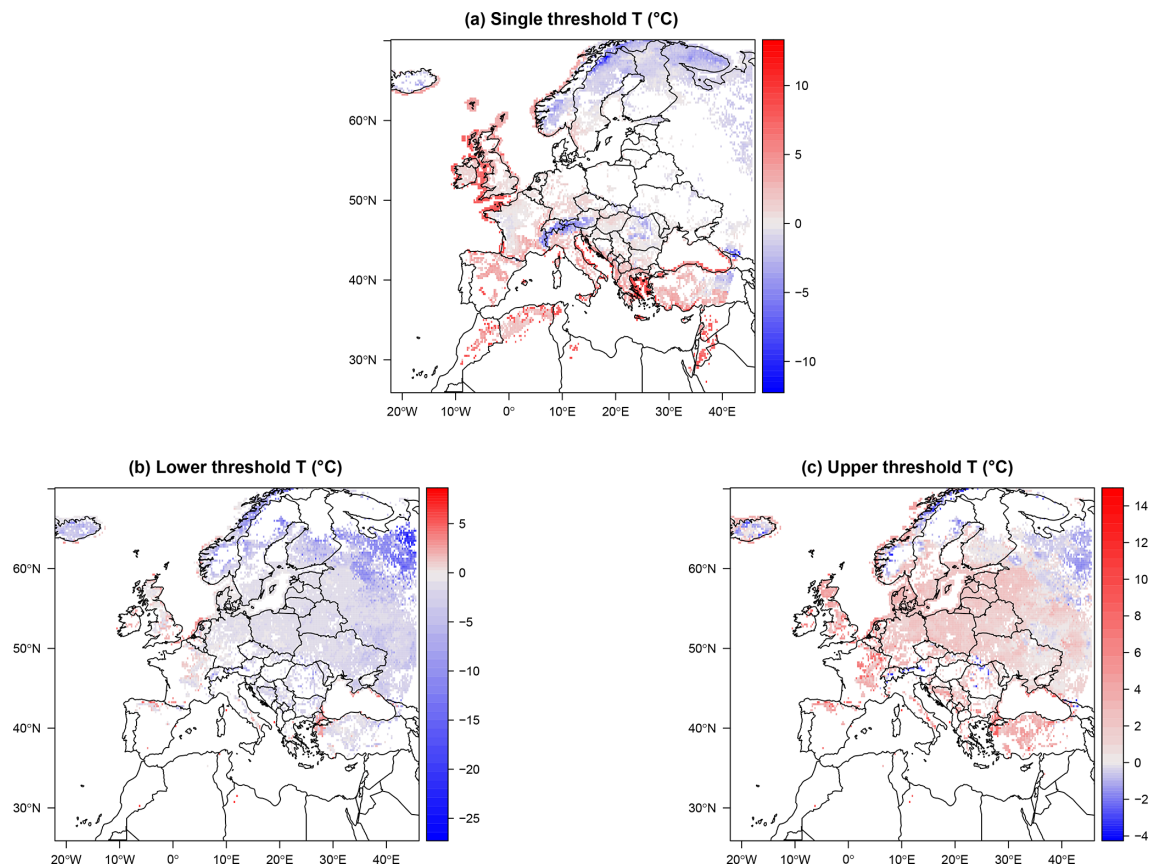 (a) Single threshold T (°C)
60°N
50°N
40°N
30°N
20°W 10°W 0° 10°E 20°E 30°E 40°E
10
5
0
−5
−10
(b) Lower threshold T (°C)
60°N
50°N
40°N
30°N
20°W 10°W 0° 10°E 20°E 30°E 40°E
5
0
−5
−10
−15
−20
−25
(c) Upper threshold T (°C)
60°N
50°N
40°N
30°N
20°W 10°W 0° 10°E 20°E 30°E 40°E
14
12
10
8
6
4
2
0
−2
−4